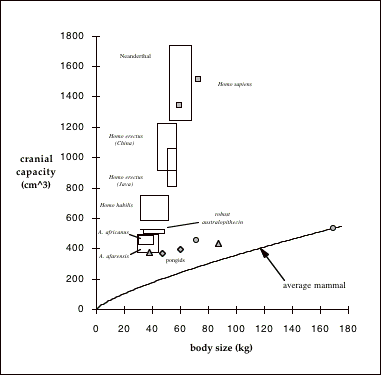 1800
1600
1400
1200
1000
800
600
400
200
0
cranial
capacity
(cm^3)
Neanderthal
Homo sapiens
Homo erectus
(China)
Homo erectus
(Java)
Homo habilis
robust
australopithecin
A. africanus
A. afarensis
pongids
average mammal
0 20 40 60 80 100 120 140 160 180
body size (kg)